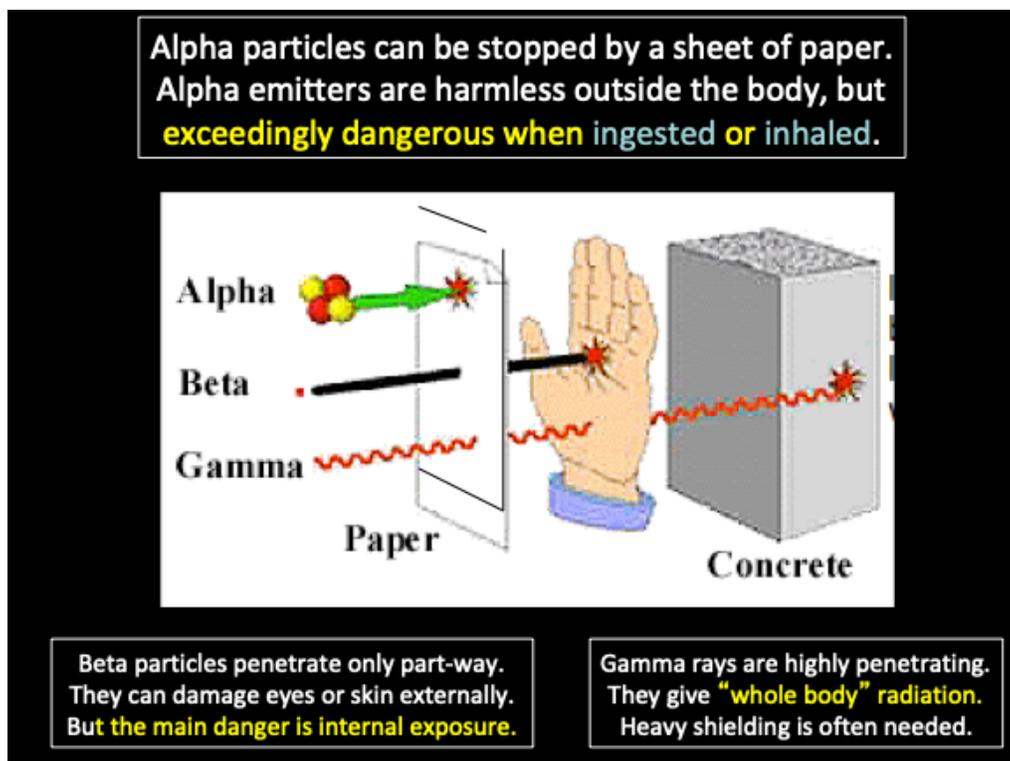 Alpha particles can be stopped by a sheet of paper.
Alpha emitters are harmless outside the body, but
exceedingly dangerous when ingested or inhaled.
Alpha
Beta
Gamma
Paper
Concrete
Beta particles penetrate only part-way.
They can damage eyes or skin externally.
But the main danger is internal exposure.
Gamma rays are highly penetrating.
They give “whole body” radiation.
Heavy shielding is often needed.